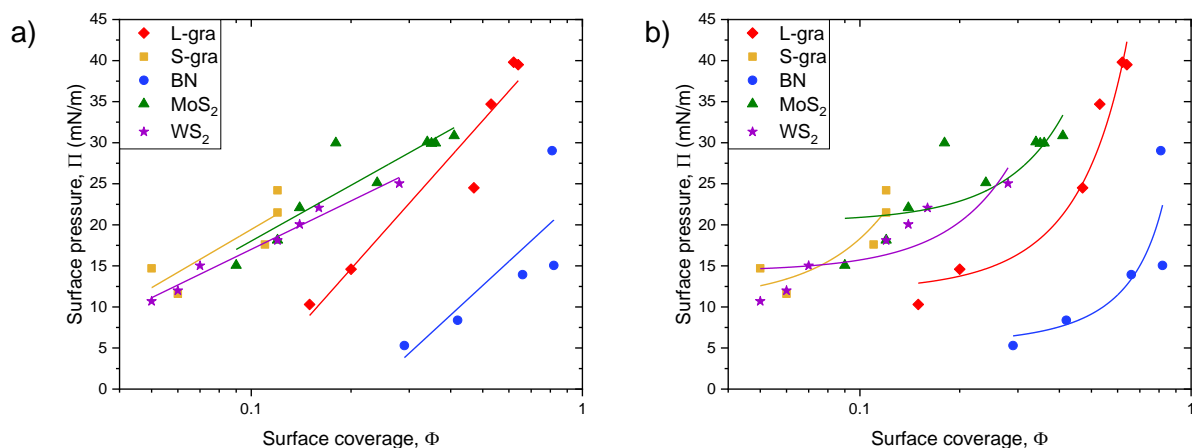 a)
45
40
35
30
25
20
15
10
5
0
Surface pressure, Π (mN/m)
L-gra
S-gra
BN
MoS₂
WS₂
0.1
1
Surface coverage, Φ
b)
45
40
35
30
25
20
15
10
5
0
Surface pressure, Π (mN/m)
L-gra
S-gra
BN
MoS₂
WS₂
0.1
1
Surface coverage, Φ